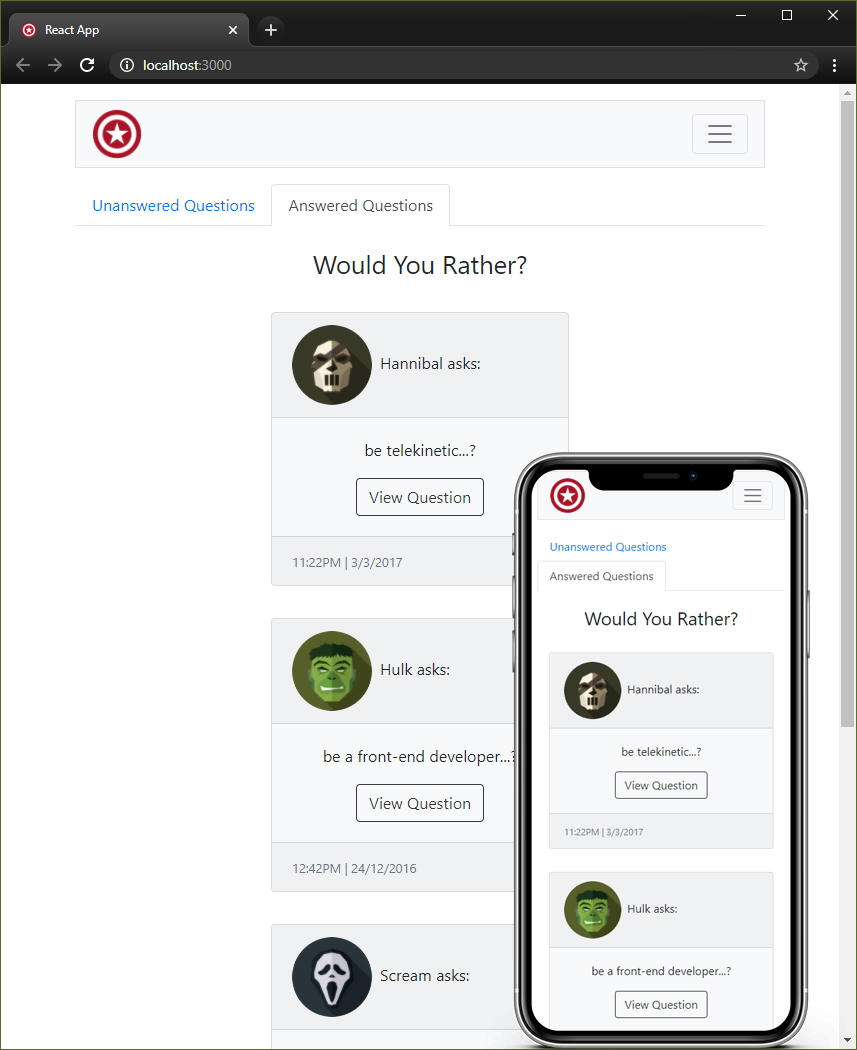 React App
localhost:3000
Unanswered Questions
Answered Questions
Would You Rather?
Hannibal asks:
be telekinetic...?
View Question
11:22PM | 3/3/2017
Hulk asks:
be a front-end developer...?
View Question
12:42PM | 24/12/2016
Scream asks:
Unanswered Questions
Answered Questions
Would You Rather?
Hannibal asks:
be telekinetic...?
View Question
11:22PM | 3/3/2017
Hulk asks:
be a front-end developer...?
View Question